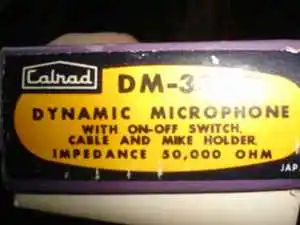 Calrad
DM-3
DYNAMIC MICROPHONE
WITH ON-OFF SWITCH,
CABLE AND MIKE HOLDER,
IMPEDANCE 50,000 OHM
JAP